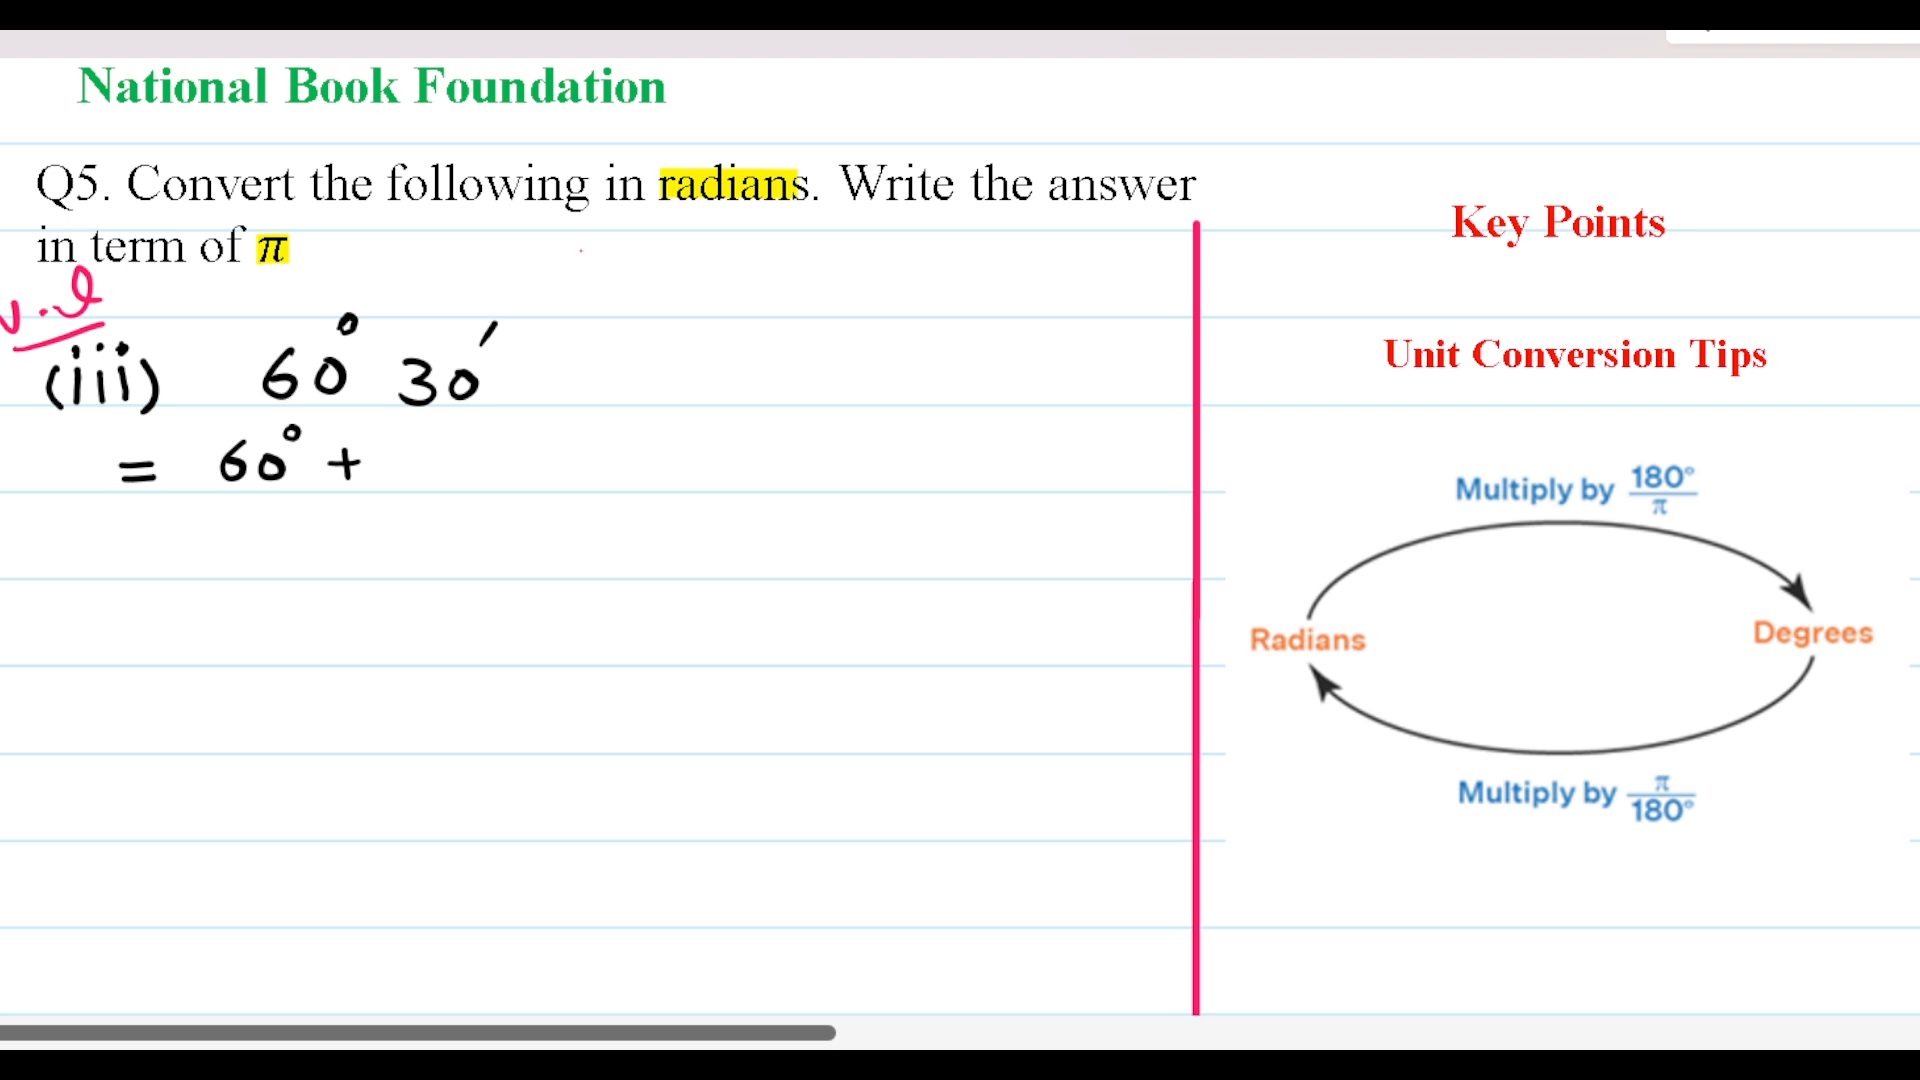 National Book Foundation
Q5. Convert the following in radians. Write the answer
in term of π
(iii) 60° 30′
= 60° +
Key Points
Unit Conversion Tips
Multiply by 180°/π
Radians
Degrees
Multiply by π/180°